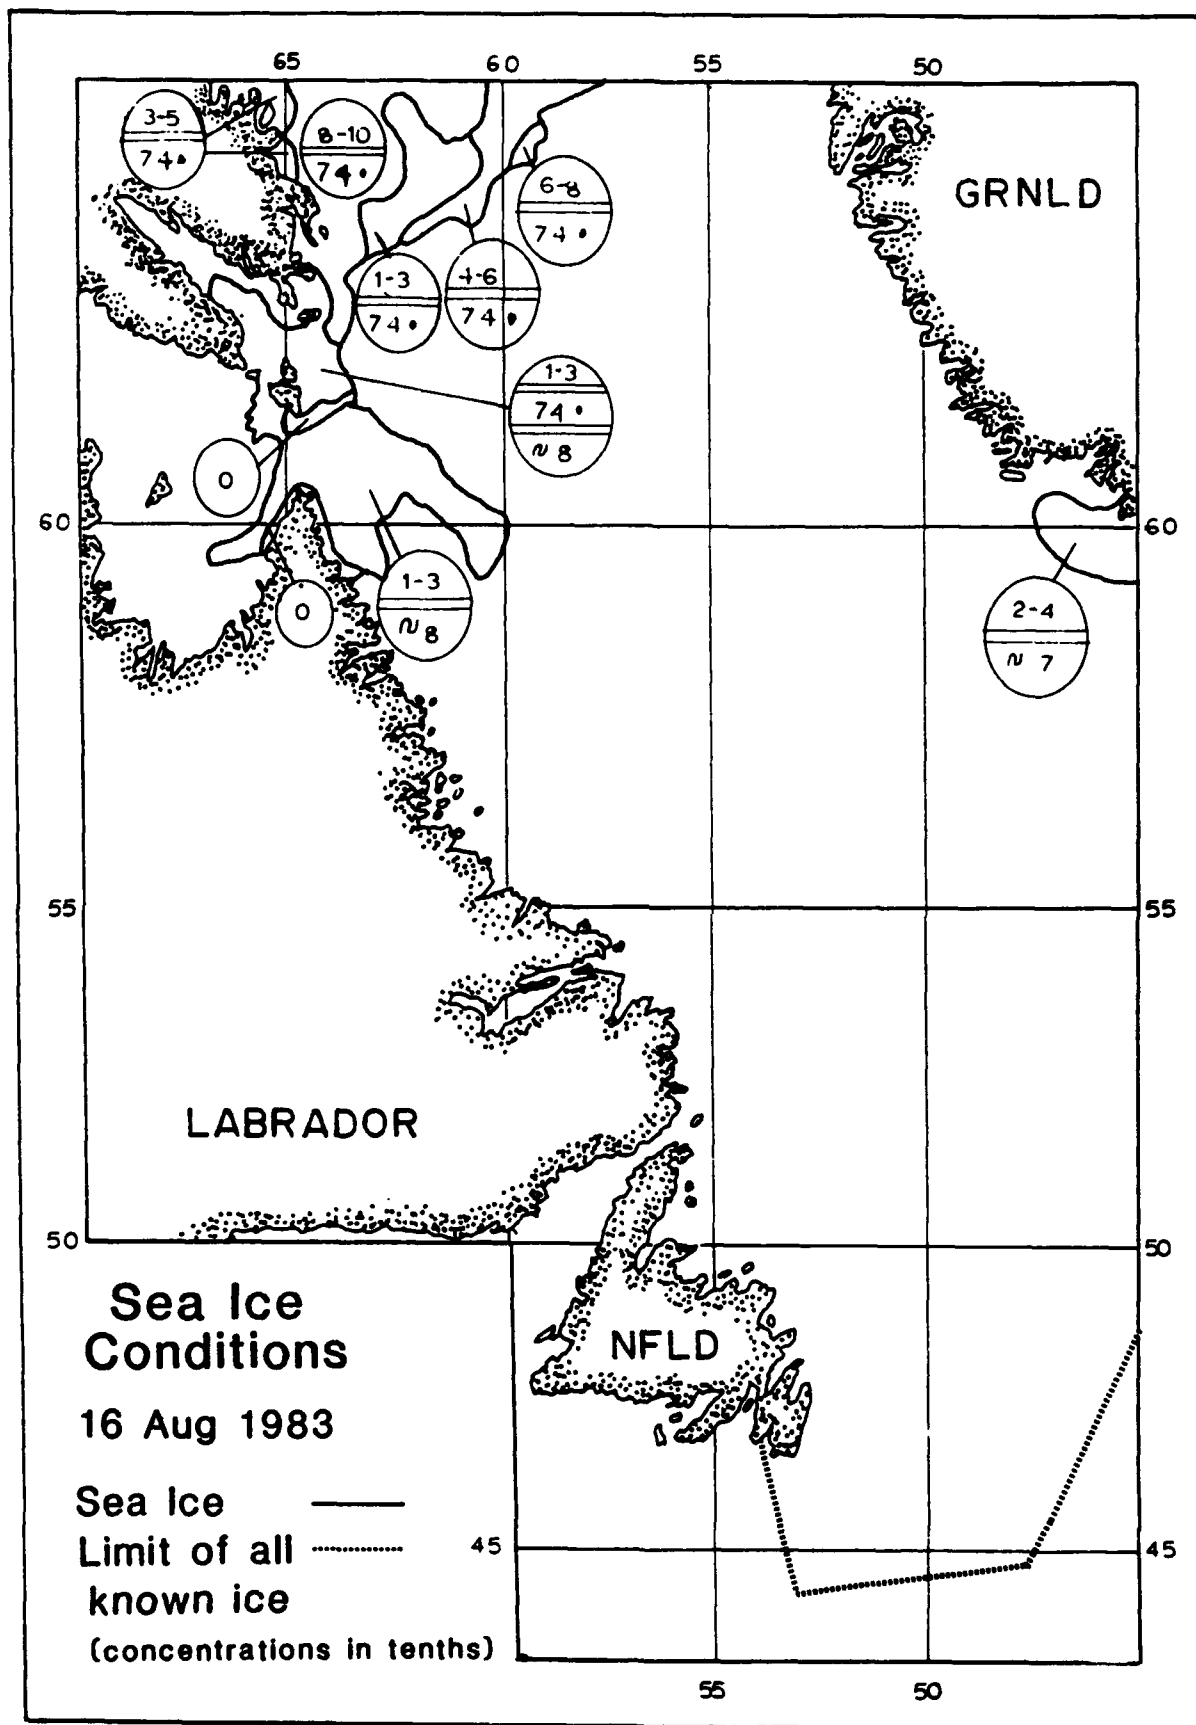 65 60 55 50
3-5
74•
8-10
74•
6-8
74•
GRNLD
1-3
74•
4-6
74•
1-3
74•
~8
0
60 60
1-3
~8
0
2-4
~7
55 55
LABRADOR
50 50
Sea Ice
Conditions
NFLD
16 Aug 1983
Sea Ice
Limit of all
45 45
known ice
(concentrations in tenths)
55 50